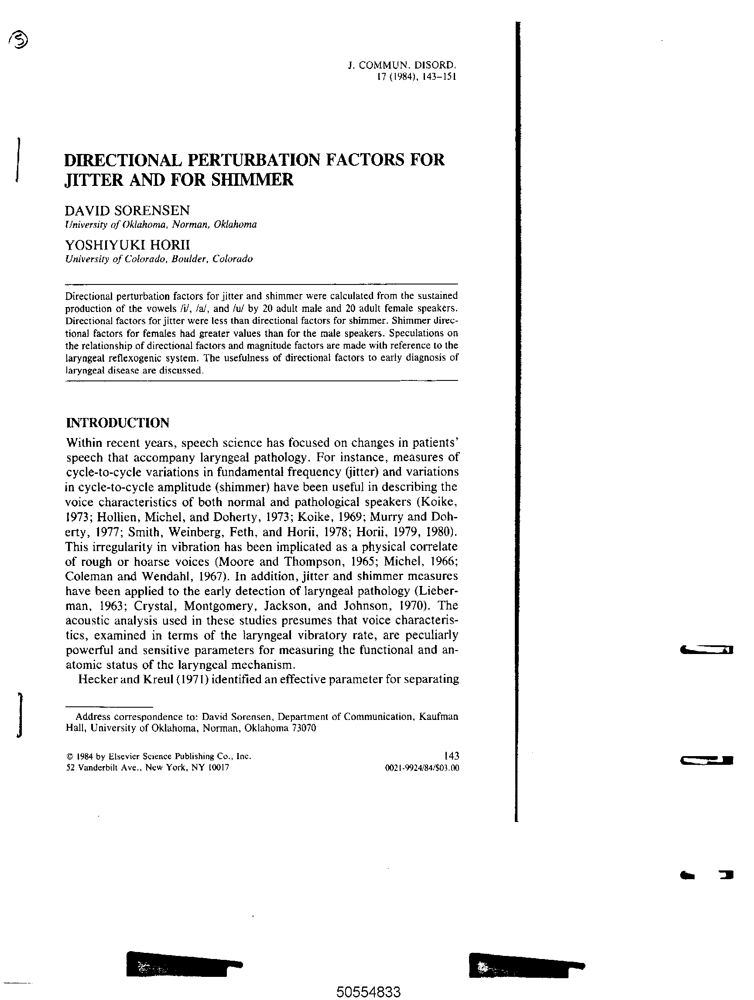 3
J. COMMUN. DISORD.
17 (1984), 143–151
DIRECTIONAL PERTURBATION FACTORS FOR
JITTER AND FOR SHIMMER
DAVID SORENSEN
University of Oklahoma, Norman, Oklahoma
YOSHIYUKI HORII
University of Colorado, Boulder, Colorado
Directional perturbation factors for jitter and shimmer were calculated from the sustained
production of the vowels /i/, /a/, and /u/ by 20 adult male and 20 adult female speakers.
Directional factors for jitter were less than directional factors for shimmer. Shimmer direc-
tional factors for females had greater values than for the male speakers. Speculations on
the relationship of directional factors and magnitude factors are made with reference to the
laryngeal reflexogenic system. The usefulness of directional factors to early diagnosis of
laryngeal disease are discussed.
INTRODUCTION
Within recent years, speech science has focused on changes in patients'
speech that accompany laryngeal pathology. For instance, measures of
cycle-to-cycle variations in fundamental frequency (jitter) and variations
in cycle-to-cycle amplitude (shimmer) have been useful in describing the
voice characteristics of both normal and pathological speakers (Koike,
1973; Hollien, Michel, and Doherty, 1973; Koike, 1969; Murry and Doh-
erty, 1977; Smith, Weinberg, Feth, and Horii, 1978; Horii, 1979, 1980).
This irregularity in vibration has been implicated as a physical correlate
of rough or hoarse voices (Moore and Thompson, 1965; Michel, 1966;
Coleman and Wendahl, 1967). In addition, jitter and shimmer measures
have been applied to the early detection of laryngeal pathology (Lieber-
man, 1963; Crystal, Montgomery, Jackson, and Johnson, 1970). The
acoustic analysis used in these studies presumes that voice characteris-
tics, examined in terms of the laryngeal vibratory rate, are peculiarly
powerful and sensitive parameters for measuring the functional and an-
atomic status of the laryngeal mechanism.
Hecker and Kreul (1971) identified an effective parameter for separating
Address correspondence to: David Sorensen, Department of Communication, Kaufman
Hall, University of Oklahoma, Norman, Oklahoma 73070
© 1984 by Elsevier Science Publishing Co., Inc.
52 Vanderbilt Ave., New York, NY 10017
143
0021-9924/84/$03.00
50554833